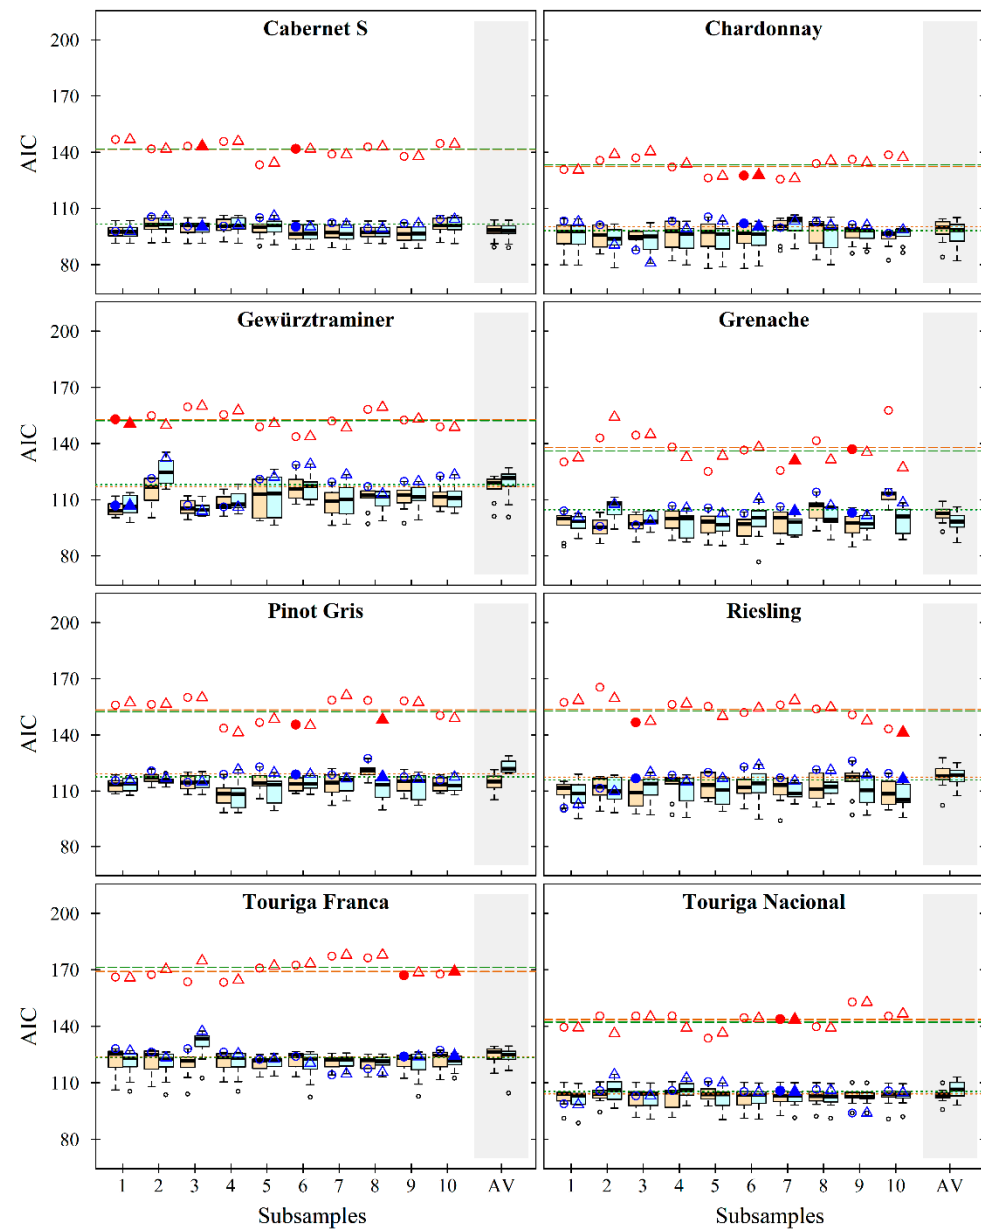 Cabernet S
Chardonnay
AIC
200
170
140
110
80
Gewürztraminer
Grenache
AIC
200
170
140
110
80
Pinot Gris
Riesling
AIC
200
170
140
110
80
Touriga Franca
Touriga Nacional
AIC
200
170
140
110
80
1 2 3 4 5 6 7 8 9 10 AV
1 2 3 4 5 6 7 8 9 10 AV
Subsamples
Subsamples